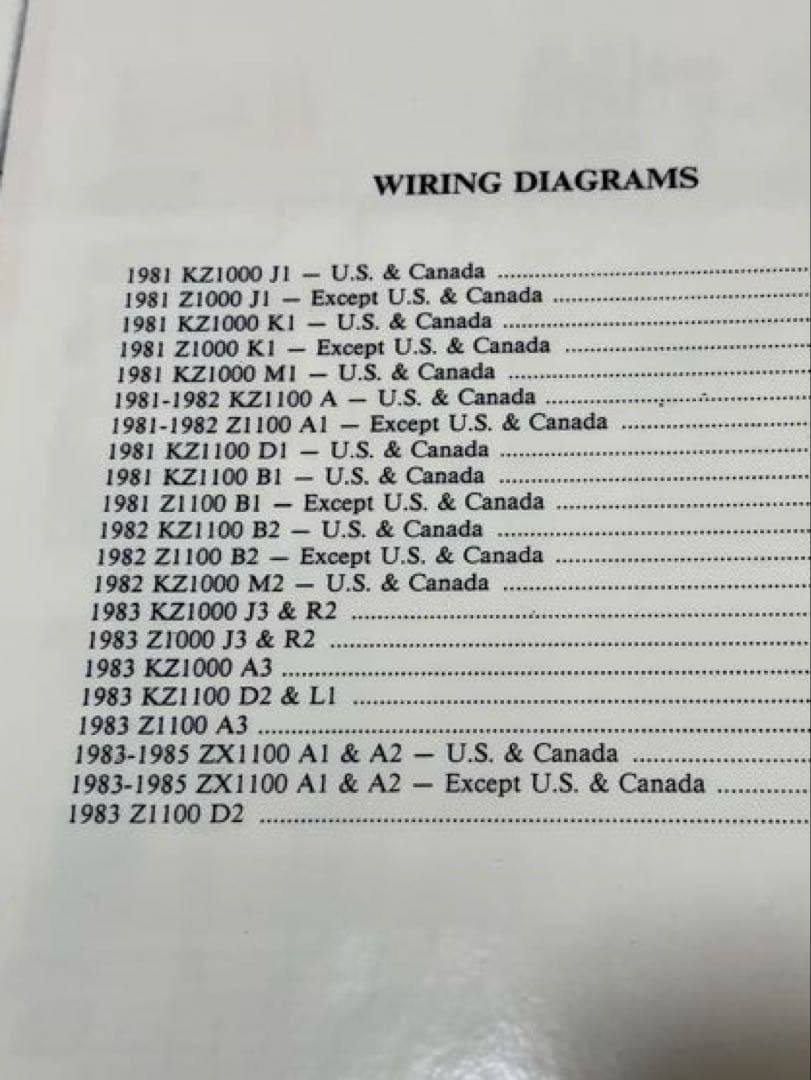 WIRING DIAGRAMS
1981 KZ1000 J1 — U.S. & Canada
1981 Z1000 J1 — Except U.S. & Canada
1981 KZ1000 K1 — U.S. & Canada
1981 Z1000 K1 — Except U.S. & Canada
1981 KZ1000 M1 — U.S. & Canada
1981-1982 KZ1100 A — U.S. & Canada
1981-1982 Z1100 A1 — Except U.S. & Canada
1981 KZ1100 D1 — U.S. & Canada
1981 KZ1100 B1 — U.S. & Canada
1981 Z1100 B1 — Except U.S. & Canada
1982 KZ1100 B2 — U.S. & Canada
1982 Z1100 B2 — Except U.S. & Canada
1982 KZ1000 M2 — U.S. & Canada
1983 KZ1000 J3 & R2
1983 Z1000 J3 & R2
1983 KZ1000 A3
1983 KZ1100 D2 & L1
1983 Z1100 A3
1983-1985 ZX1100 A1 & A2 — U.S. & Canada
1983-1985 ZX1100 A1 & A2 — Except U.S. & Canada
1983 Z1100 D2